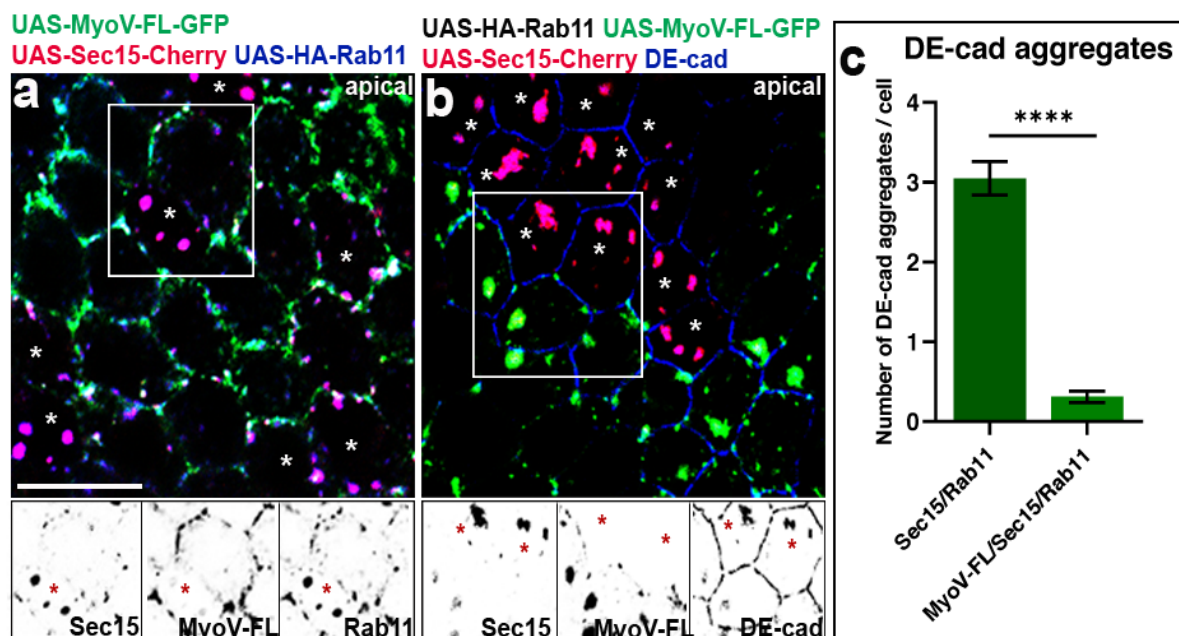 UAS-MyoV-FL-GFP
UAS-Sec15-Cherry UAS-HA-Rab11
a
apical
*
*
*
*
*
*
*
Sec15
*
MyoV-FL
*
Rab11
*
UAS-HA-Rab11 UAS-MyoV-FL-GFP
UAS-Sec15-Cherry DE-cad
b
apical
*
*
*
*
*
*
*
*
*
*
*
Sec15
*
*
MyoV-FL
*
*
DE-cad
*
*
c
DE-cad aggregates
Number of DE-cad aggregates / cell
4
3
2
1
0
****
Sec15/Rab11
MyoV-FL/Sec15/Rab11